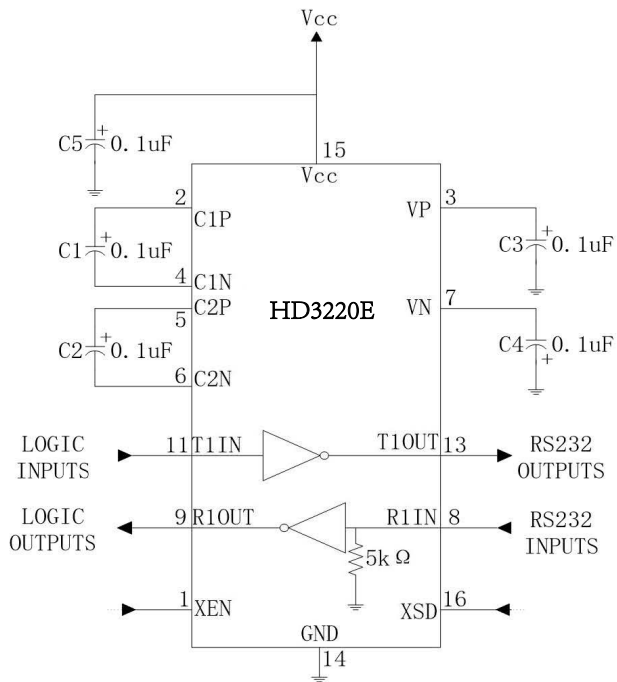 Vcc
C5 + 0.1uF
15
Vcc
2
C1P
VP
3
C1 + 0.1uF
C3 + 0.1uF
4
C1N
C2P
5
HD3220E
VN
7
C2 + 0.1uF
C4 0.1uF
+
6
C2N
LOGIC
INPUTS
11 T1IN
T1OUT 13
RS232
OUTPUTS
LOGIC
OUTPUTS
9 R1OUT
R1IN 8
RS232
INPUTS
5kΩ
1 XEN
XSD 16
GND
14